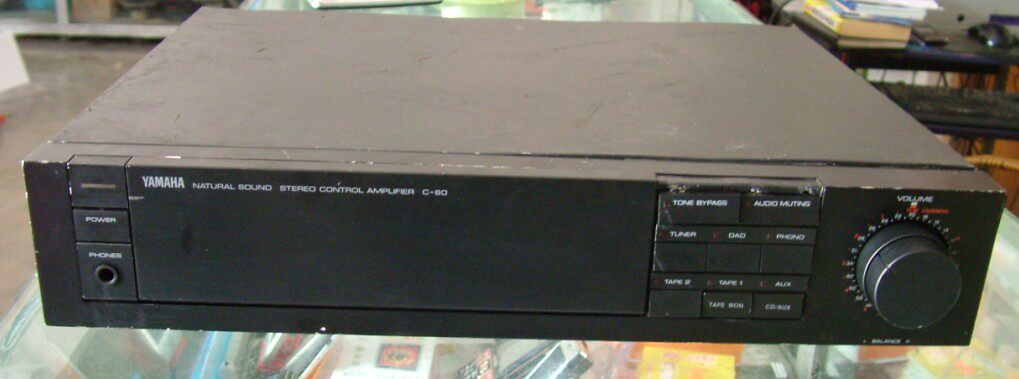 YAMAHA NATURAL SOUND STEREO CONTROL AMPLIFIER C-60
POWER
PHONES
TONE BYPASS AUDIO MUTING
TUNER DAD PHONO
TAPE 2 TAPE 1 AUX
TAPE MON CD/AUX
VOLUME
LOUDNESS
L BALANCE R